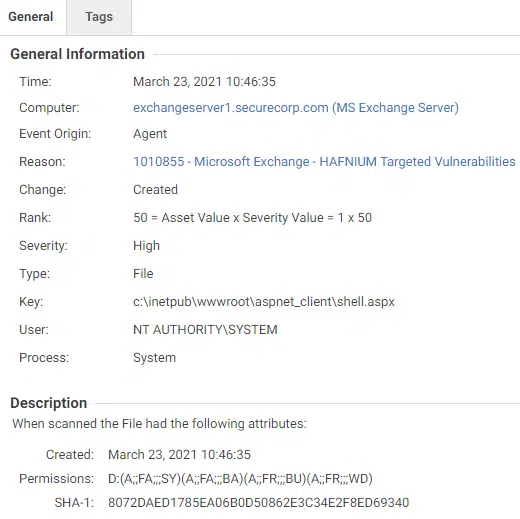 General Tags
General Information
Time: March 23, 2021 10:46:35
Computer: exchangeserver1.securecorp.com (MS Exchange Server)
Event Origin: Agent
Reason: 1010855 - Microsoft Exchange - HAFNIUM Targeted Vulnerabilities
Change: Created
Rank: 50 = Asset Value x Severity Value = 1 x 50
Severity: High
Type: File
Key: c:\inetpub\wwwroot\aspnet_client\shell.aspx
User: NT AUTHORITY\SYSTEM
Process: System
Description
When scanned the File had the following attributes:
Created: March 23, 2021 10:46:35
Permissions: D:(A;;FA;;;SY)(A;;FA;;;BA)(A;;FR;;;BU)(A;;FR;;;WD)
SHA-1: 8072DAED1785EA06B0D50862E3C34E2F8ED69340